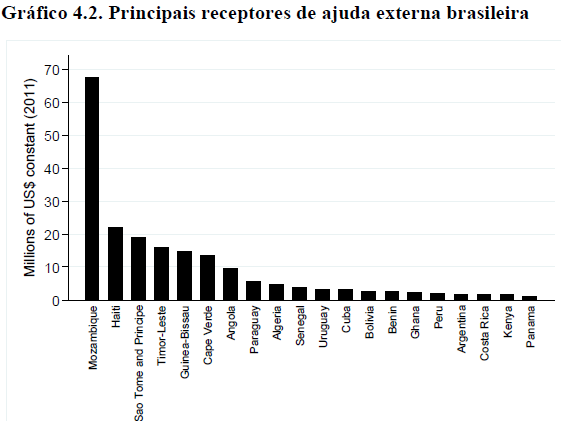 Gráfico 4.2. Principais receptores de ajuda externa brasileira
Millions of US$ constant (2011)
70
60
50
40
30
20
10
0
Mozambique
Haiti
Sao Tome and Principe
Timor-Leste
Guinea-Bissau
Cape Verde
Angola
Paraguay
Algeria
Senegal
Uruguay
Cuba
Bolivia
Benin
Ghana
Peru
Argentina
Costa Rica
Kenya
Panama